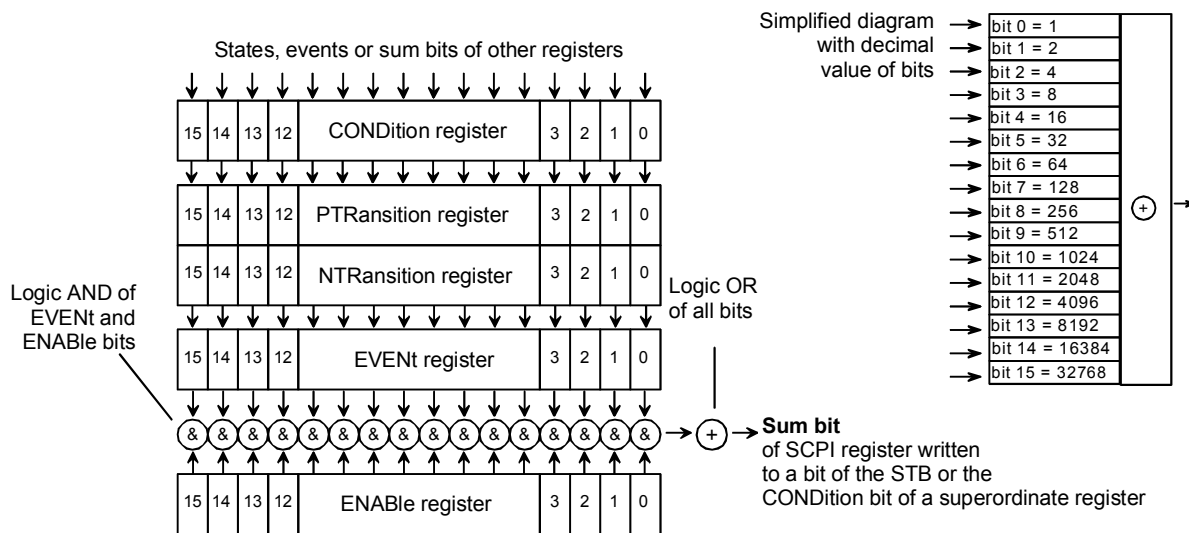 States, events or sum bits of other registers
15 14 13 12 CONDition register 3 2 1 0
15 14 13 12 PTRansition register 3 2 1 0
15 14 13 12 NTRansition register 3 2 1 0
Logic AND of
EVENt and
ENABle bits
Logic OR
of all bits
15 14 13 12 EVENt register 3 2 1 0
& & & & & & & & & & & & & & & & +
15 14 13 12 ENABle register 3 2 1 0
Sum bit
of SCPI register written
to a bit of the STB or the
CONDition bit of a superordinate register
Simplified diagram
with decimal
value of bits
bit 0 = 1
bit 1 = 2
bit 2 = 4
bit 3 = 8
bit 4 = 16
bit 5 = 32
bit 6 = 64
bit 7 = 128
bit 8 = 256
bit 9 = 512
bit 10 = 1024
bit 11 = 2048
bit 12 = 4096
bit 13 = 8192
bit 14 = 16384
bit 15 = 32768
+